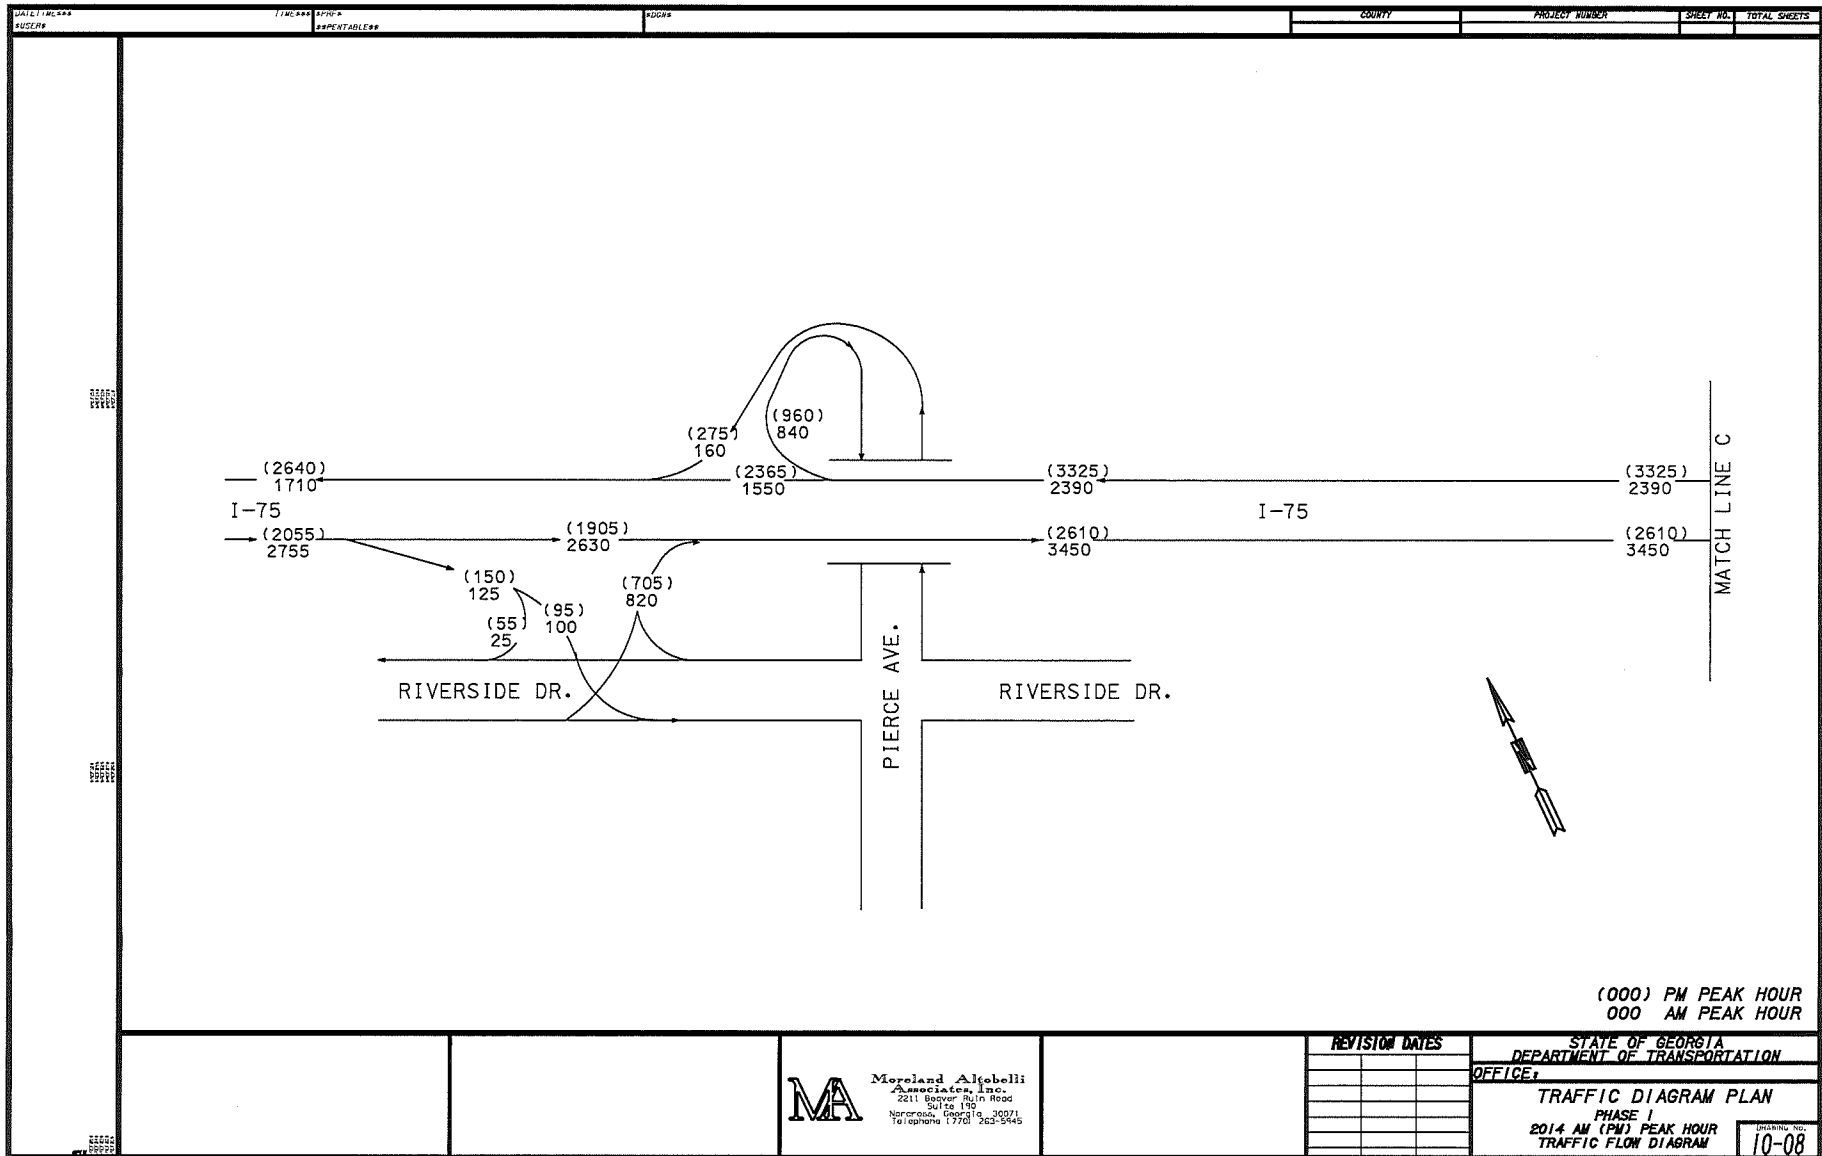 COUNTY
PROJECT NUMBER
SHEET NO.
TOTAL SHEETS
(960)
840
(275)
160
(2640)
1710
(2365)
1550
(3325)
2390
(3325)
2390
I-75
I-75
(2055)
2755
(1905)
2630
(2610)
3450
(2610)
3450
MATCH LINE C
(150)
125
(705)
820
(95)
100
(55)
25
RIVERSIDE DR.
PIERCE AVE.
RIVERSIDE DR.
(000) PM PEAK HOUR
000 AM PEAK HOUR
MA
Moreland Altobelli
Associates, Inc.
2211 Beaver Ruin Road
Suite 190
Norcross, Georgia 30071
Telephone (770) 263-5945
REVISION DATES
STATE OF GEORGIA
DEPARTMENT OF TRANSPORTATION
OFFICE:
TRAFFIC DIAGRAM PLAN
PHASE I
2014 AM (PM) PEAK HOUR
TRAFFIC FLOW DIAGRAM
DRAWING NO.
10-08